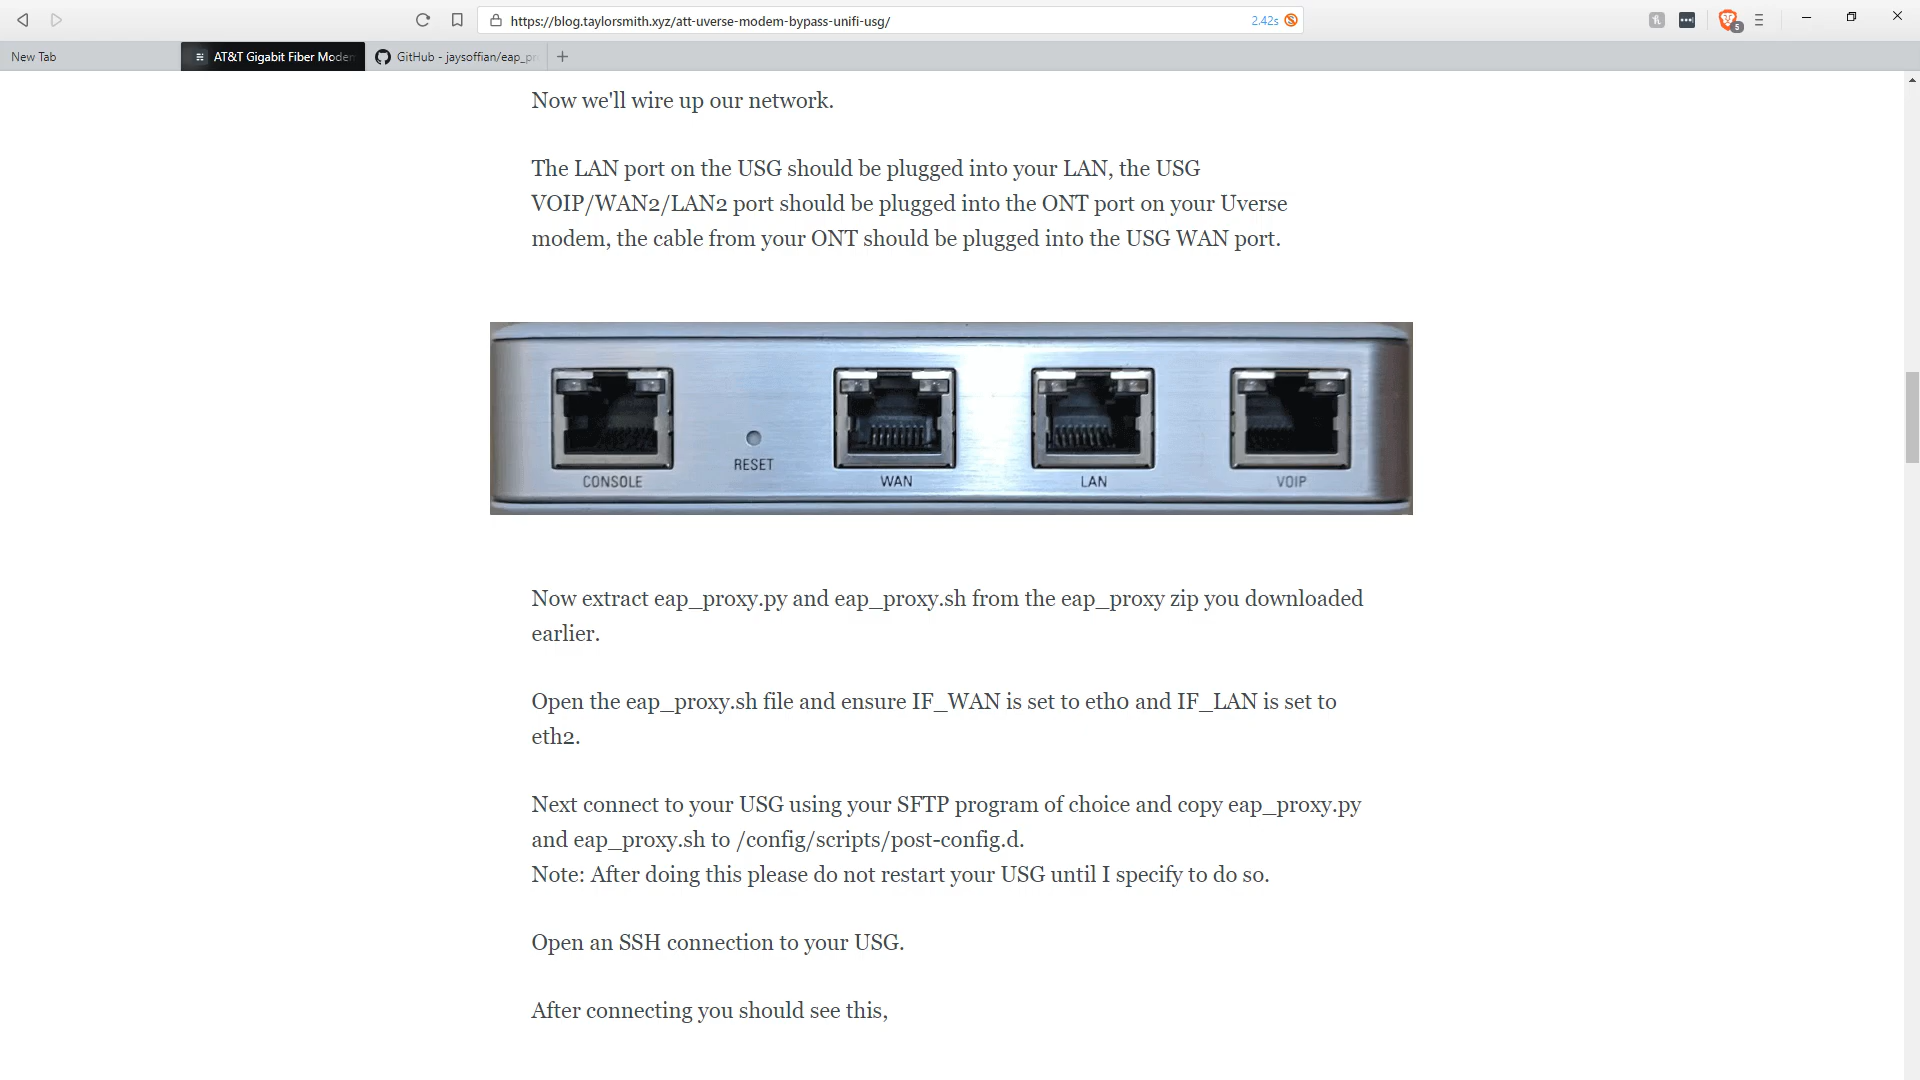 https://blog.taylorsmith.xyz/att-uverse-modem-bypass-unifi-usg/
2.42s
5
New Tab
AT&T Gigabit Fiber Modem
GitHub - jaysoffian/eap_pr
Now we'll wire up our network.
The LAN port on the USG should be plugged into your LAN, the USG
VOIP/WAN2/LAN2 port should be plugged into the ONT port on your Uverse
modem, the cable from your ONT should be plugged into the USG WAN port.
CONSOLE
RESET
WAN
LAN
VOIP
Now extract eap_proxy.py and eap_proxy.sh from the eap_proxy zip you downloaded
earlier.
Open the eap_proxy.sh file and ensure IF_WAN is set to eth0 and IF_LAN is set to
eth2.
Next connect to your USG using your SFTP program of choice and copy eap_proxy.py
and eap_proxy.sh to /config/scripts/post-config.d.
Note: After doing this please do not restart your USG until I specify to do so.
Open an SSH connection to your USG.
After connecting you should see this,